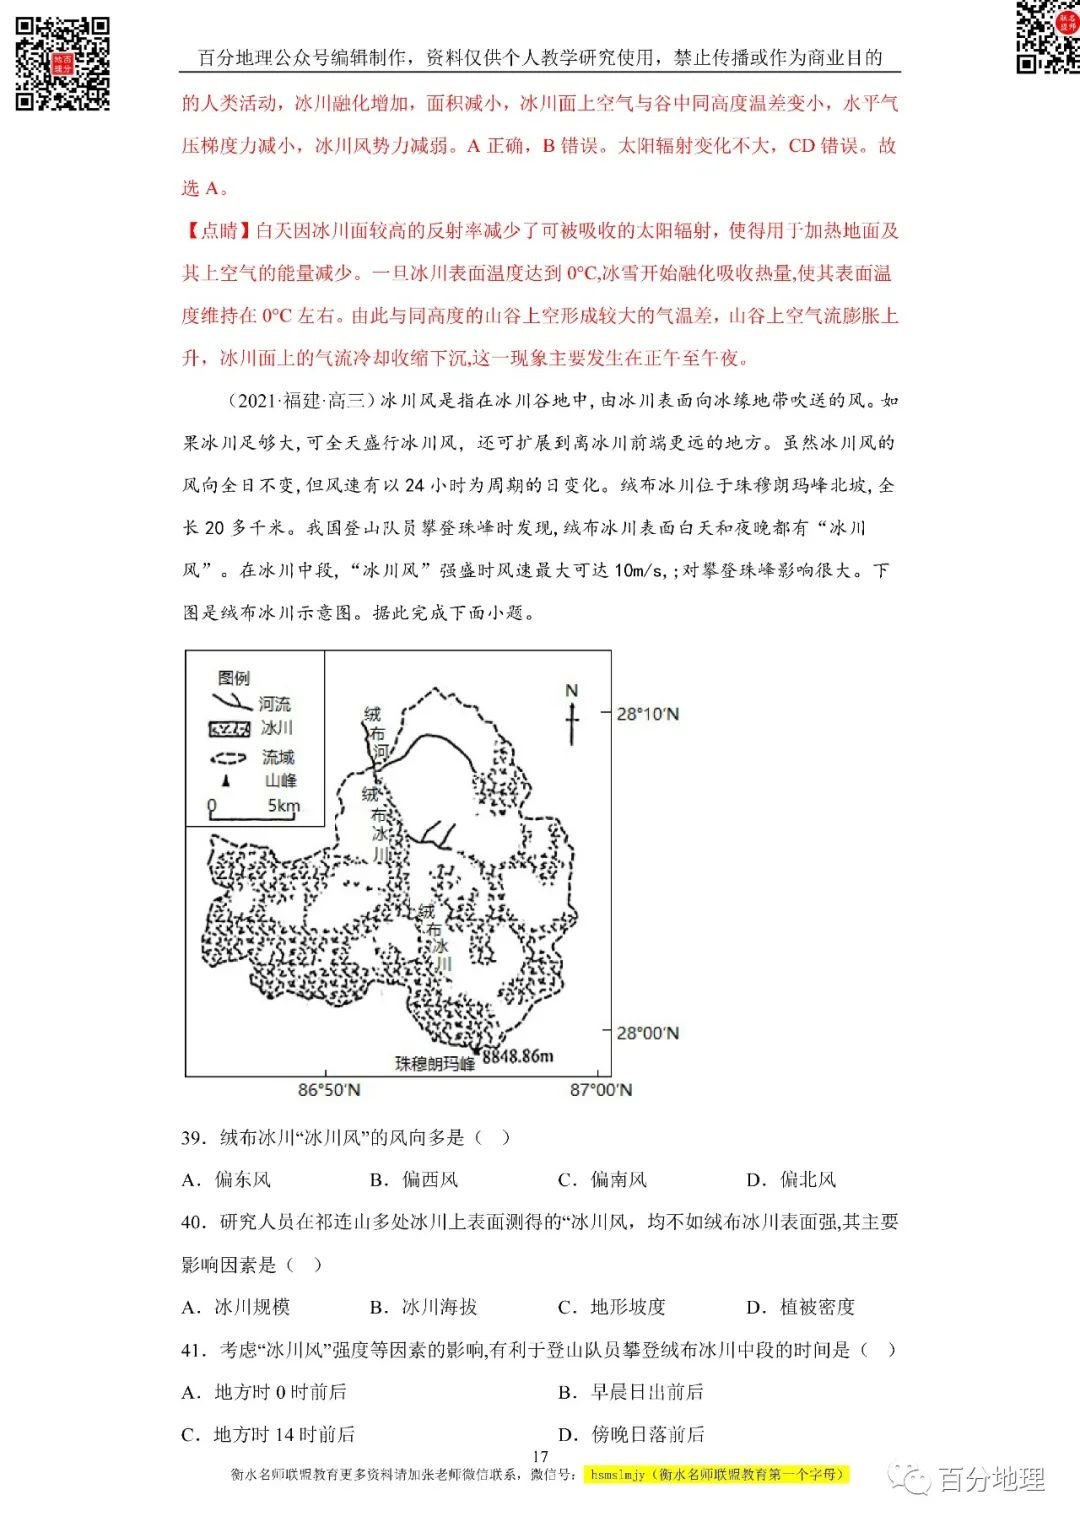 百分地理公众号编辑制作，资料仅供个人教学研究使用，禁止传播或作为商业目的
的人类活动，冰川融化增加，面积减小，冰川面上空气与谷中同高度温差变小，水平气
压梯度力减小，冰川风势力减弱。A 正确，B 错误。太阳辐射变化不大，CD 错误。故
选 A。
【点睛】白天因冰川面较高的反射率减少了可被吸收的太阳辐射，使得用于加热地面及
其上空气的能量减少。一旦冰川表面温度达到 0°C,冰雪开始融化吸收热量,使其表面温
度维持在 0°C 左右。由此与同高度的山谷上空形成较大的气温差，山谷上空气流膨胀上
升，冰川面上的气流冷却收缩下沉,这一现象主要发生在正午至午夜。
（2021·福建·高三）冰川风是指在冰川谷地中,由冰川表面向冰缘地带吹送的风。如
果冰川足够大,可全天盛行冰川风，还可扩展到离冰川前端更远的地方。虽然冰川风的
风向全日不变,但风速有以 24 小时为周期的日变化。绒布冰川位于珠穆朗玛峰北坡,全
长 20 多千米。我国登山队员攀登珠峰时发现,绒布冰川表面白天和夜晚都有“冰川
风”。在冰川中段,“冰川风”强盛时风速最大可达 10m/s,;对攀登珠峰影响很大。下
图是绒布冰川示意图。据此完成下面小题。
图例
河流
冰川
流域
山峰
0 5km
绒布河
N
28°10′N
绒布冰川
绒布冰川
28°00′N
珠穆朗玛峰 8848.86m
86°50′N 87°00′N
39．绒布冰川“冰川风”的风向多是（ ）
A．偏东风 B．偏西风 C．偏南风 D．偏北风
40．研究人员在祁连山多处冰川上表面测得的“冰川风，均不如绒布冰川表面强,其主要
影响因素是（ ）
A．冰川规模 B．冰川海拔 C．地形坡度 D．植被密度
41．考虑“冰川风”强度等因素的影响,有利于登山队员攀登绒布冰川中段的时间是（ ）
A．地方时 0 时前后 B．早晨日出前后
C．地方时 14 时前后 D．傍晚日落前后
17
衡水名师联盟教育更多资料请加张老师微信联系，微信号： hsmslmjy（衡水名师联盟教育第一个字母）
百分地理